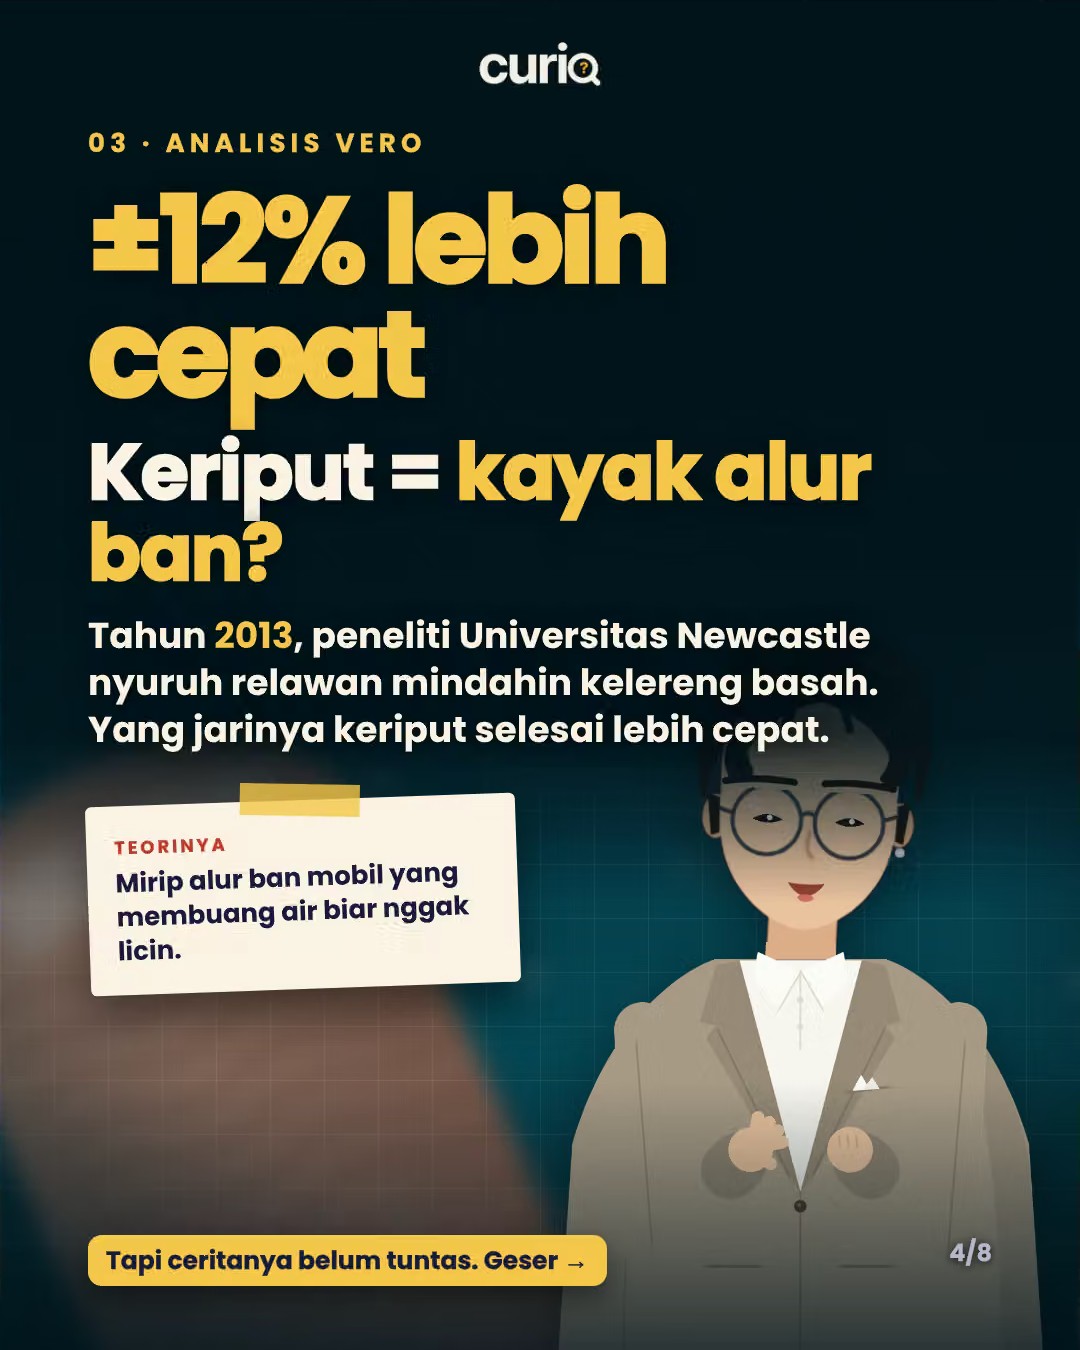 curiQ
03 · ANALISIS VERO
±12% lebih
cepat
Keriput = kayak alur
ban?
Tahun 2013, peneliti Universitas Newcastle
nyuruh relawan mindahin kelereng basah.
Yang jarinya keriput selesai lebih cepat.
TEORINYA
Mirip alur ban mobil yang
membuang air biar nggak
licin.
Tapi ceritanya belum tuntas. Geser →
4/8